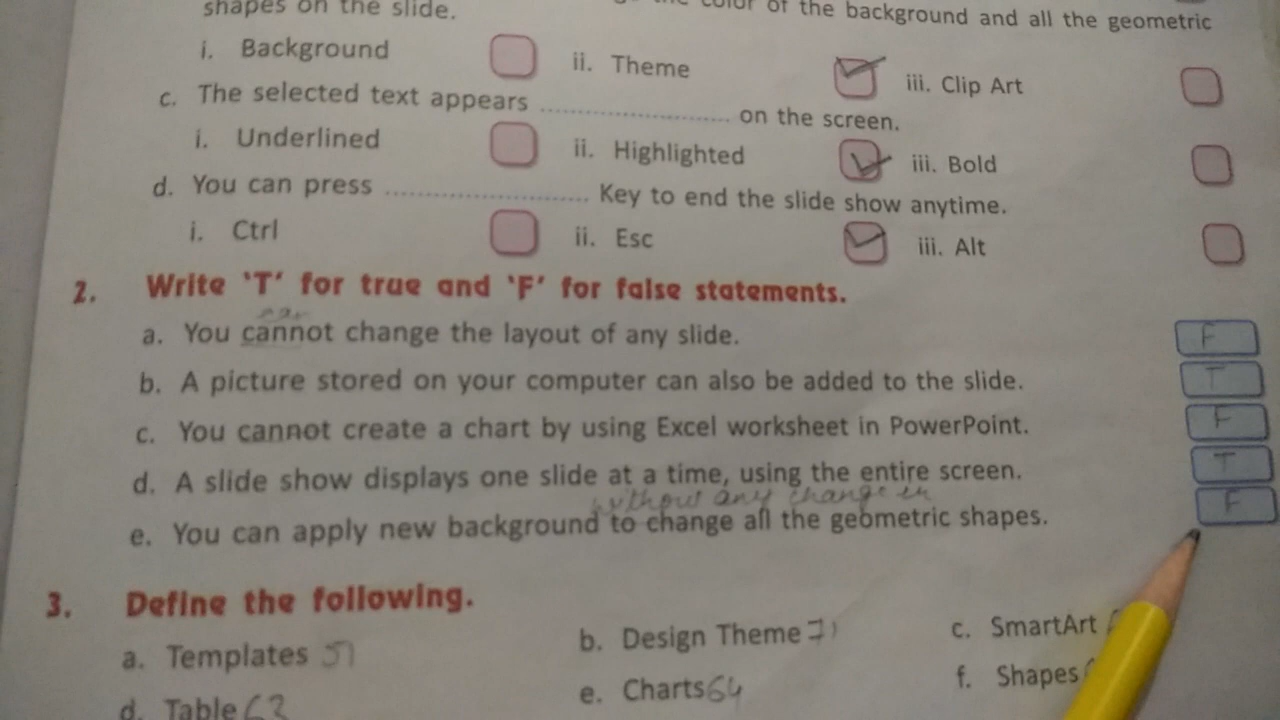 shapes on the slide.
color of the background and all the geometric
i. Background ii. Theme iii. Clip Art
c. The selected text appears .............................. on the screen.
i. Underlined ii. Highlighted iii. Bold
d. You can press .............................. Key to end the slide show anytime.
i. Ctrl ii. Esc iii. Alt
2. Write 'T' for true and 'F' for false statements.
can
a. You cannot change the layout of any slide. F
b. A picture stored on your computer can also be added to the slide. T
c. You cannot create a chart by using Excel worksheet in PowerPoint. F
d. A slide show displays one slide at a time, using the entire screen. T
without any change in
e. You can apply new background to change all the geometric shapes. F
3. Define the following.
a. Templates b. Design Theme c. SmartArt
d. Table 63 e. Charts 64 f. Shapes